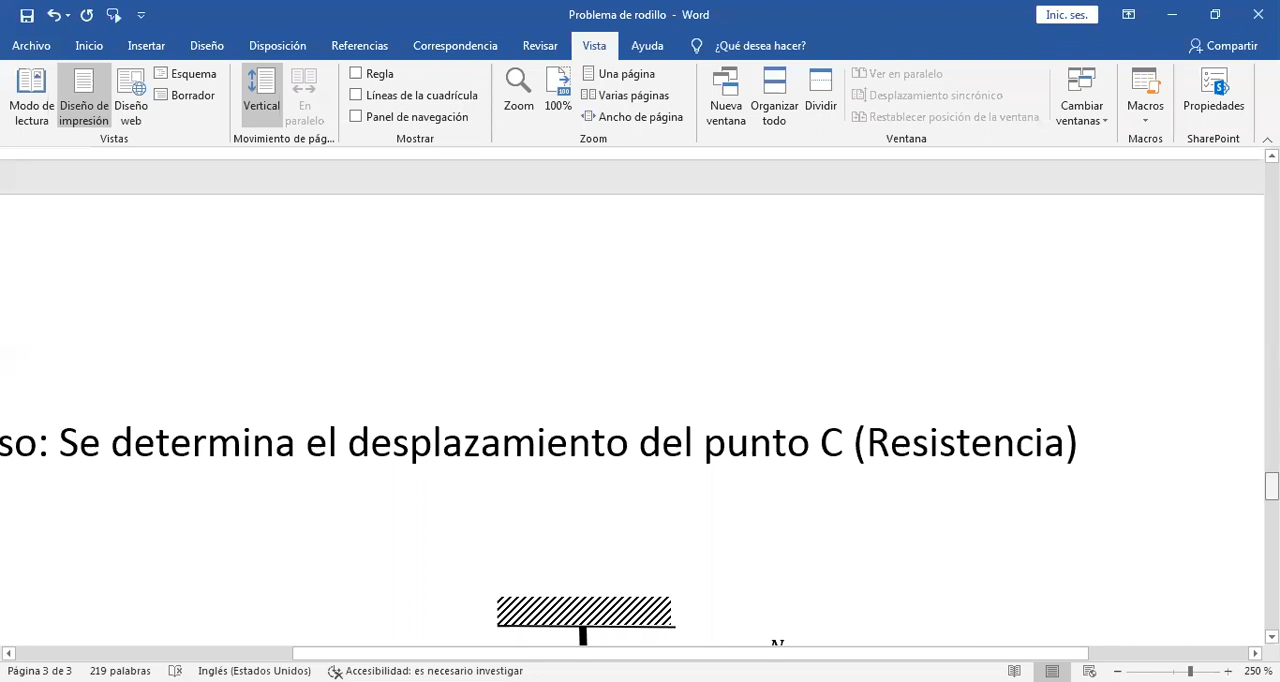 Problema de rodillo - Word
Inic. ses.
Archivo Inicio Insertar Diseño Disposición Referencias Correspondencia Revisar Vista Ayuda ¿Qué desea hacer? Compartir
Modo de lectura
Diseño de impresión
Diseño web
Esquema
Borrador
Vistas
Vertical
En paralelo
Movimiento de pág...
Regla
Líneas de la cuadrícula
Panel de navegación
Mostrar
Zoom
100
100%
Una página
Varias páginas
Ancho de página
Zoom
Nueva ventana
Organizar todo
Dividir
Ver en paralelo
Desplazamiento sincrónico
Restablecer posición de la ventana
Cambiar ventanas
Ventana
Macros
Macros
Propiedades
SharePoint
so: Se determina el desplazamiento del punto C (Resistencia)
N
Página 3 de 3 219 palabras Inglés (Estados Unidos) Accesibilidad: es necesario investigar 250 %